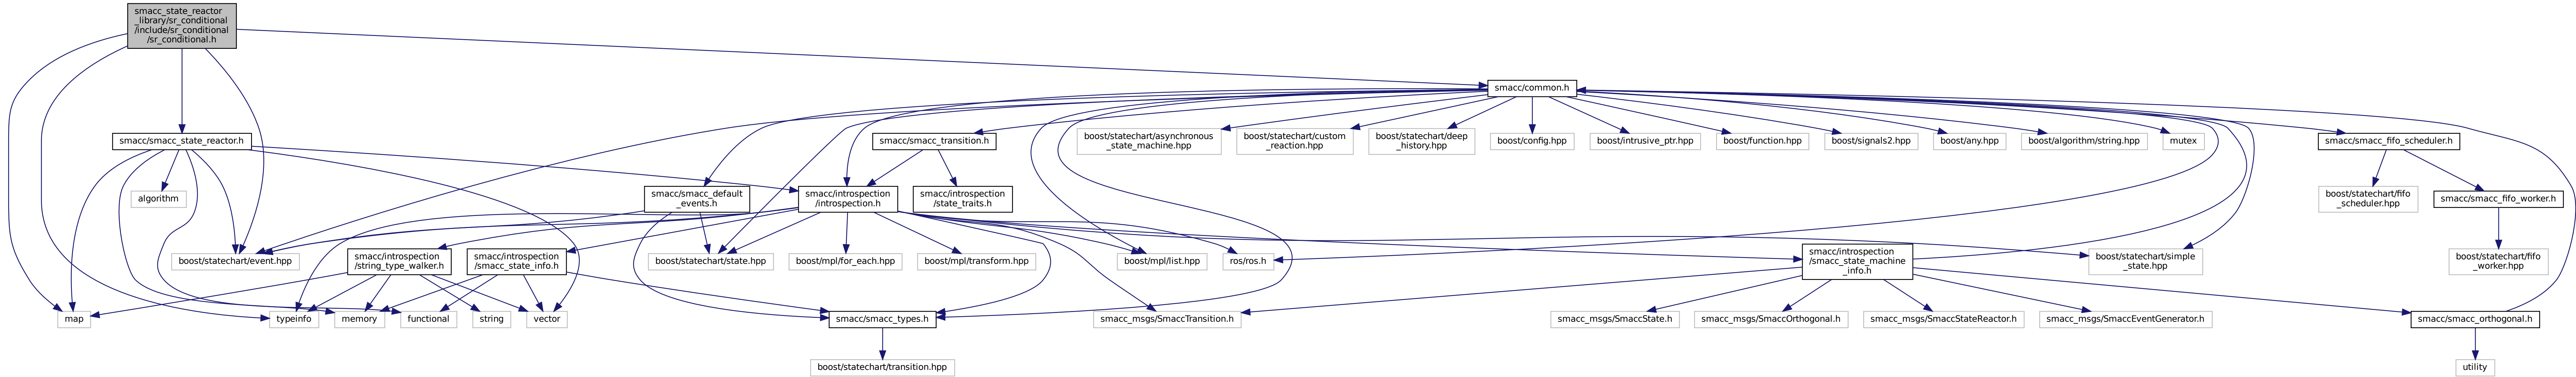 smacc_state_reactor
_library/sr_conditional
/include/sr_conditional
/sr_conditional.h
smacc/common.h
smacc/smacc_state_reactor.h
smacc/smacc_transition.h
boost/statechart/asynchronous
_state_machine.hpp
boost/statechart/custom
_reaction.hpp
boost/statechart/deep
_history.hpp
boost/config.hpp
boost/intrusive_ptr.hpp
boost/function.hpp
boost/signals2.hpp
boost/any.hpp
boost/algorithm/string.hpp
mutex
smacc/smacc_fifo_scheduler.h
algorithm
smacc/smacc_default
_events.h
smacc/introspection
/introspection.h
smacc/introspection
/state_traits.h
boost/statechart/fifo
_scheduler.hpp
smacc/smacc_fifo_worker.h
boost/statechart/event.hpp
smacc/introspection
/string_type_walker.h
smacc/introspection
/smacc_state_info.h
boost/statechart/state.hpp
boost/mpl/for_each.hpp
boost/mpl/transform.hpp
boost/mpl/list.hpp
ros/ros.h
smacc/introspection
/smacc_state_machine
_info.h
boost/statechart/simple
_state.hpp
boost/statechart/fifo
_worker.hpp
map
typeinfo
memory
functional
string
vector
smacc/smacc_types.h
smacc_msgs/SmaccTransition.h
smacc_msgs/SmaccState.h
smacc_msgs/SmaccOrthogonal.h
smacc_msgs/SmaccStateReactor.h
smacc_msgs/SmaccEventGenerator.h
smacc/smacc_orthogonal.h
boost/statechart/transition.hpp
utility